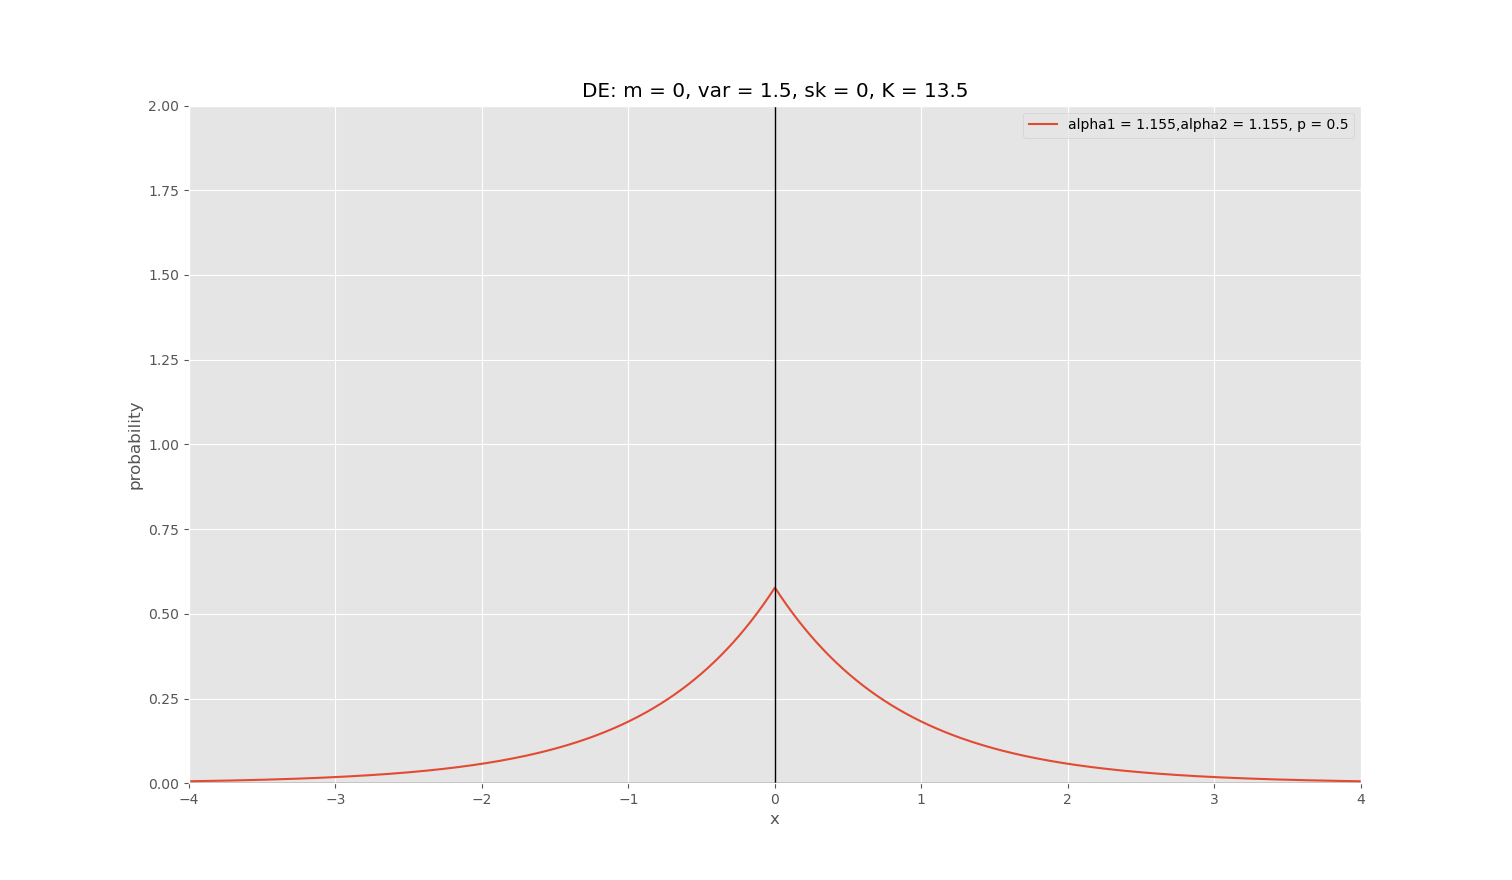 DE: m = 0, var = 1.5, sk = 0, K = 13.5
alpha1 = 1.155,alpha2 = 1.155, p = 0.5
2.00
1.75
1.50
1.25
1.00
0.75
0.50
0.25
0.00
probability
−4 −3 −2 −1 0 1 2 3 4
x